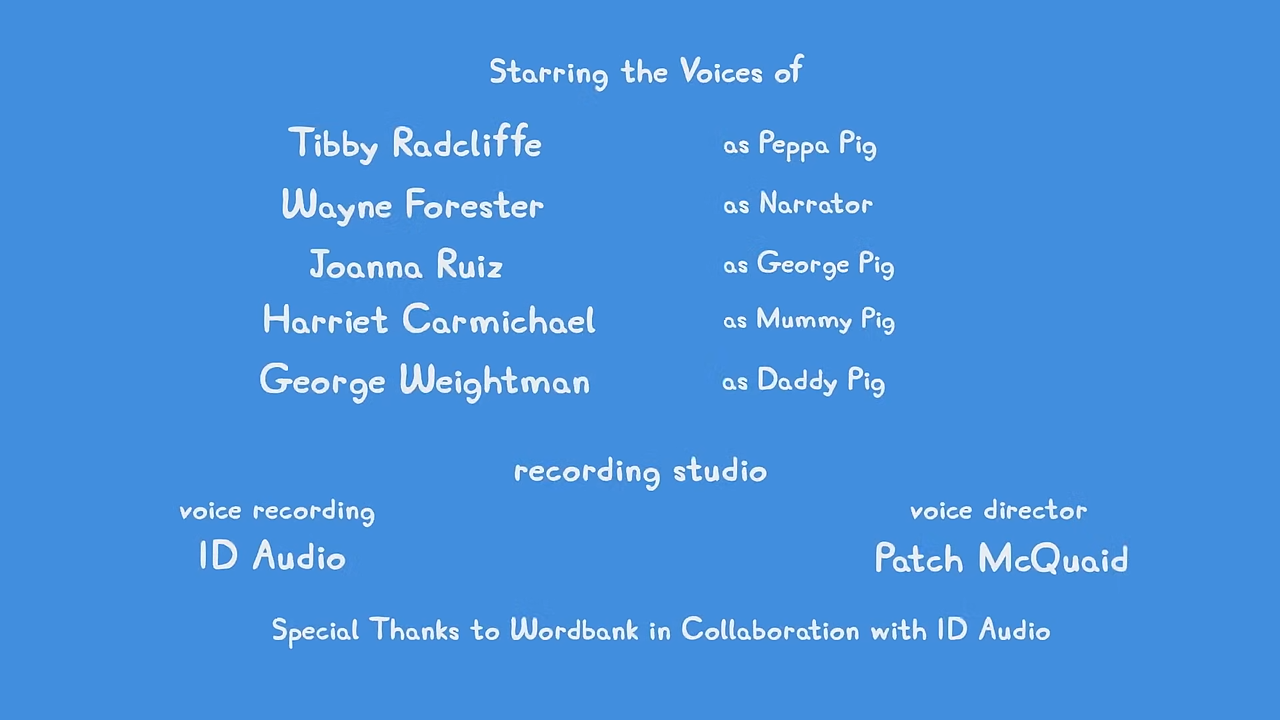 Starring the Voices of
Tibby Radcliffe as Peppa Pig
Wayne Forester as Narrator
Joanna Ruiz as George Pig
Harriet Carmichael as Mummy Pig
George Weightman as Daddy Pig
recording studio
voice recording voice director
ID Audio Patch McQuaid
Special Thanks to Wordbank in Collaboration with ID Audio